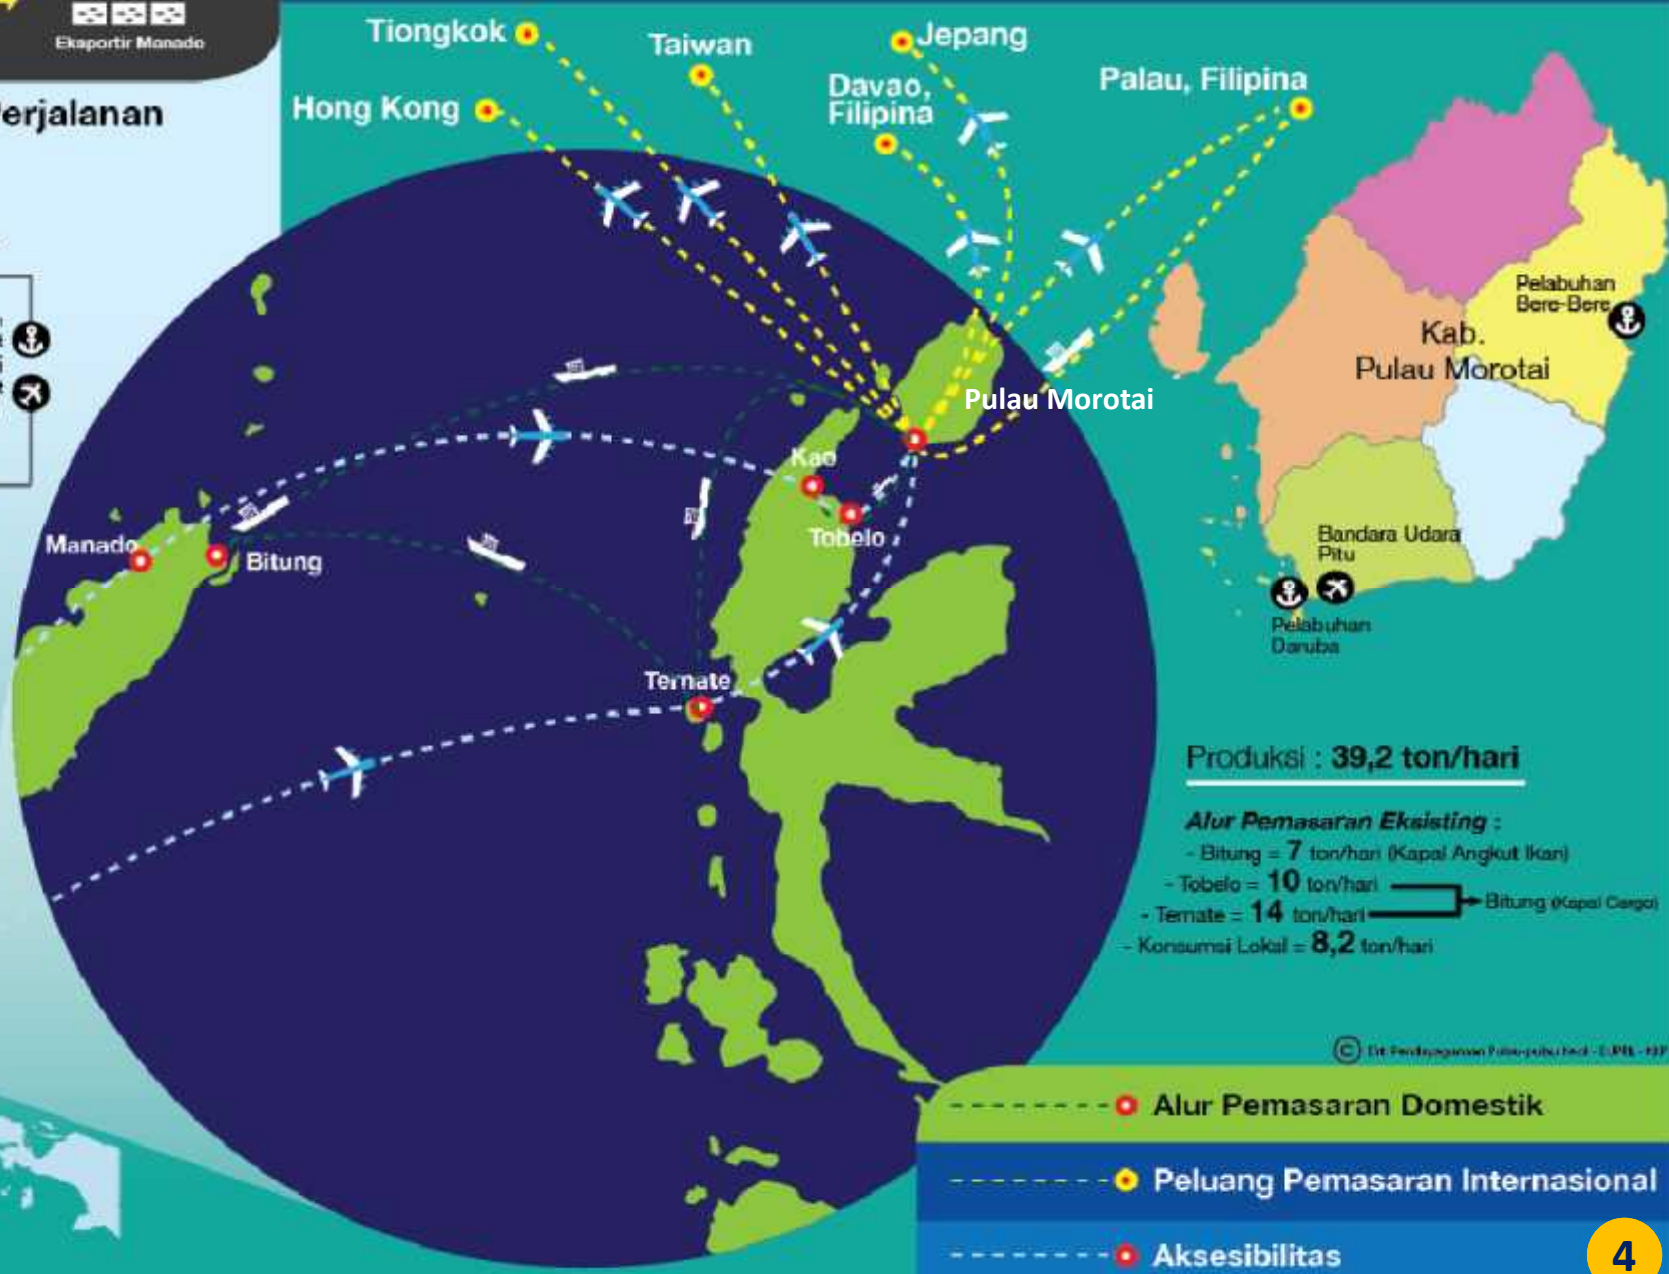 Eksportir Manado
erjalanan
Tiongkok
Taiwan
Jepang
Hong Kong
Davao,
Filipina
Palau, Filipina
Pelabuhan
Bere-Bere
Kab.
Pulau Morotai
Pulau Morotai
Kao
Tobelo
Manado
Bitung
Bandara Udara
Pitu
Pelabuhan
Daruba
Ternate
Produksi : 39,2 ton/hari
Alur Pemasaran Eksisting :
- Bitung = 7 ton/hari (Kapal Angkut Ikan)
- Tobelo = 10 ton/hari
- Ternate = 14 ton/hari
Bitung (Kapal Cargo)
- Konsumsi Lokal = 8,2 ton/hari
Alur Pemasaran Domestik
Peluang Pemasaran Internasional
Aksesibilitas
4